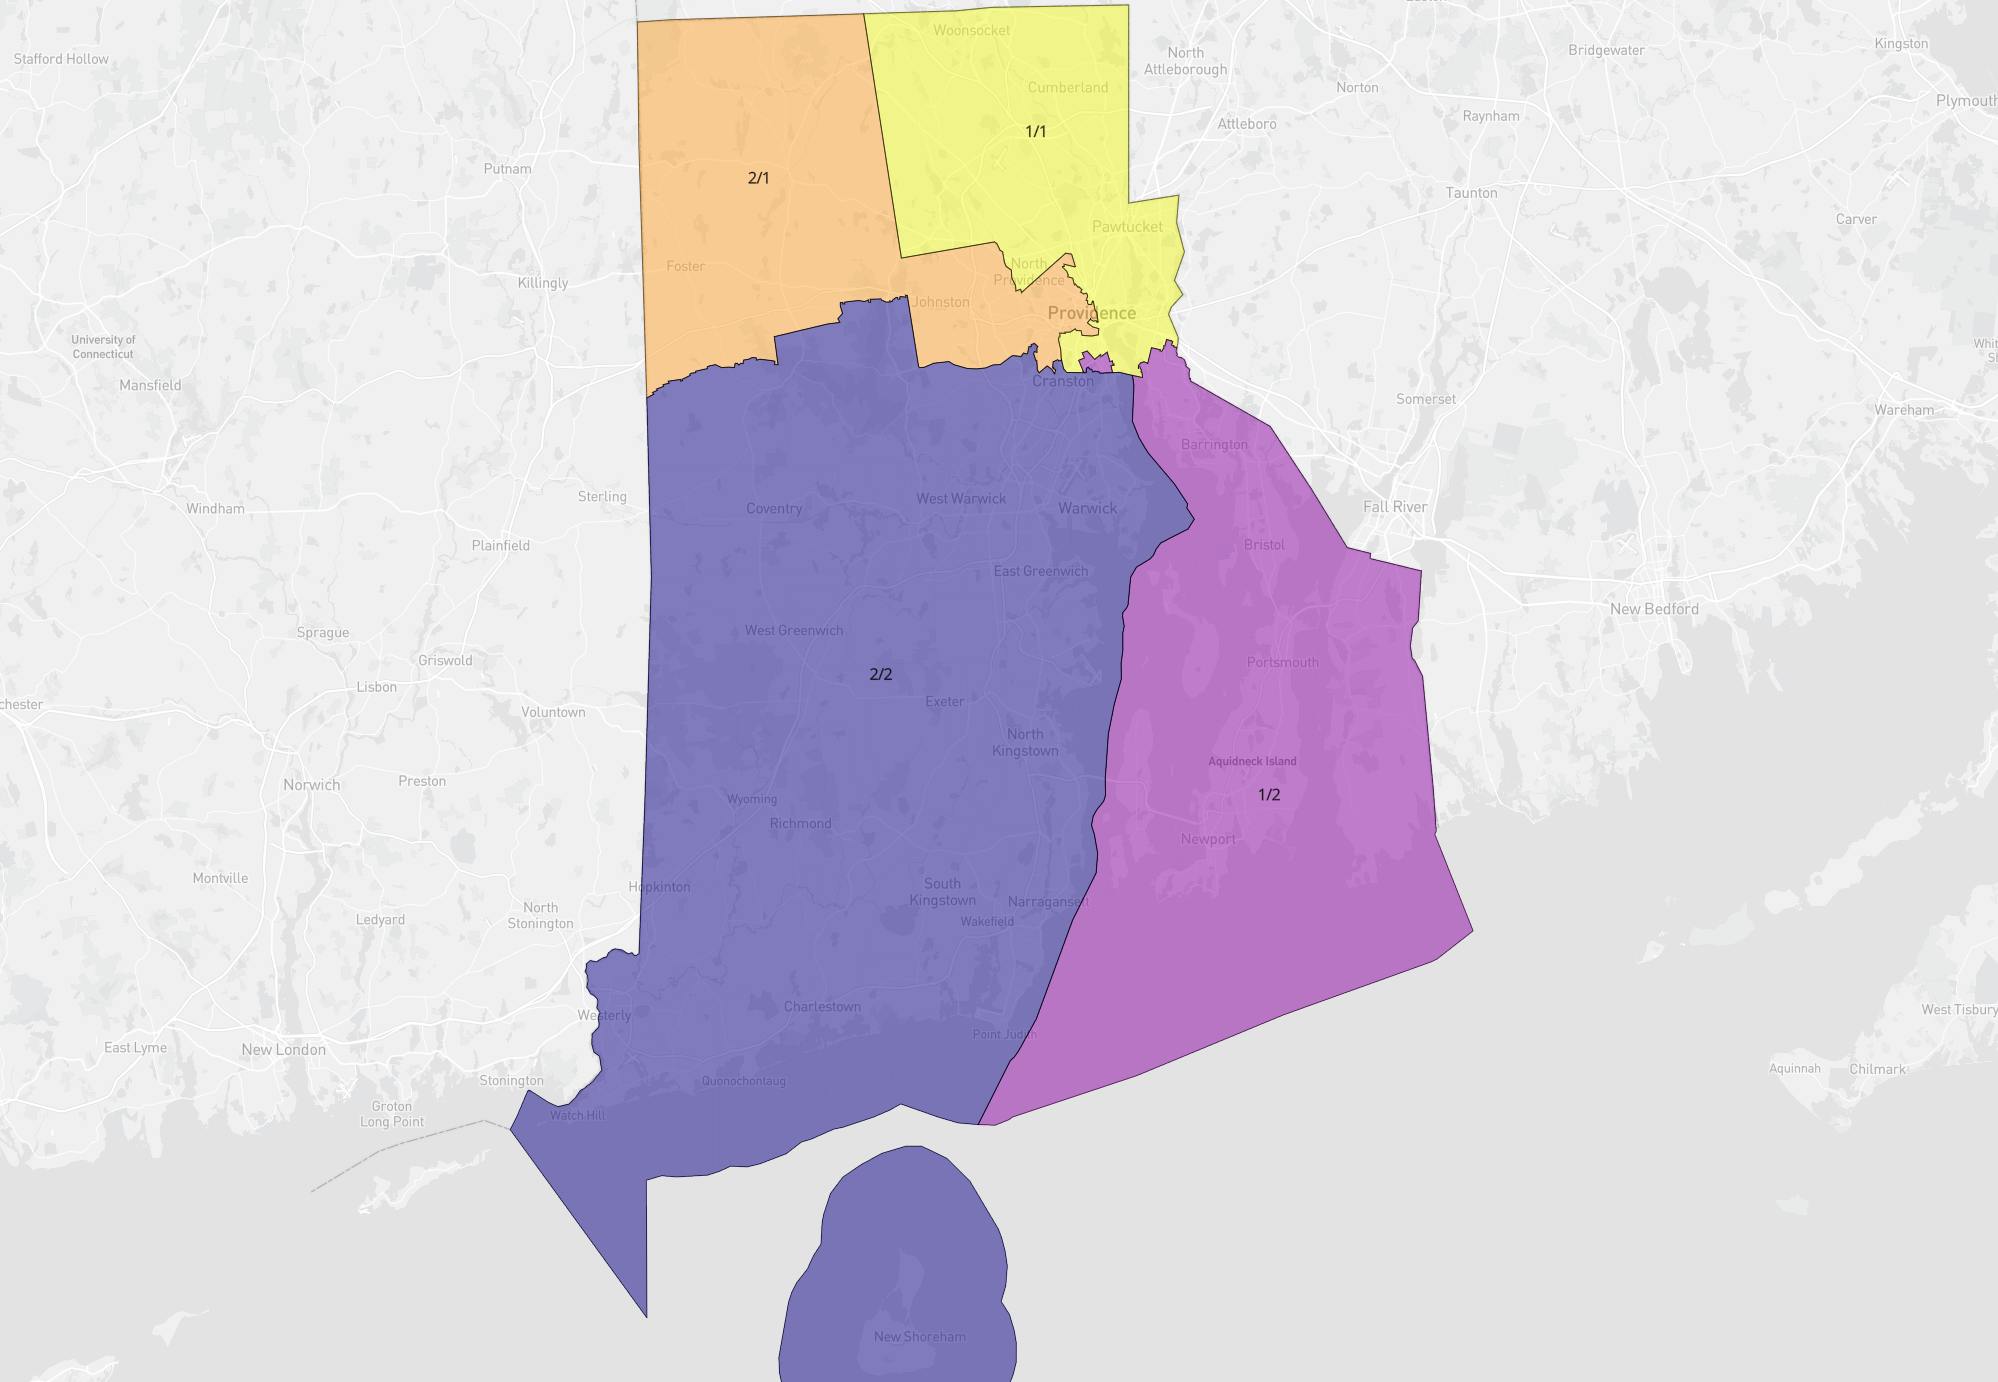 Stafford Hollow
Woonsocket
North
Attleborough
Bridgewater
Kingston
Cumberland
Norton
Plymouth
Raynham
Attleboro
1/1
Putnam
2/1
Taunton
Carver
Pawtucket
Foster
North
Providence
Killingly
Johnston
Providence
University of
Connecticut
Mansfield
Cranston
Somerset
Wareham
Barrington
Sterling
West Warwick
Coventry
Warwick
Windham
Fall River
Plainfield
Bristol
East Greenwich
New Bedford
Sprague
West Greenwich
Griswold
Portsmouth
2/2
Lisbon
chester
Exeter
Voluntown
North
Kingstown
Aquidneck Island
Norwich
Preston
1/2
Wyoming
Richmond
Newport
Montville
Hopkinton
South
Kingstown
Narragansett
North
Stonington
Ledyard
Wakefield
Charlestown
West Tisbury
Westerly
Point Judith
East Lyme
New London
Aquinnah
Chilmark
Stonington
Quonochontaug
Groton
Long Point
Watch Hill
New Shoreham